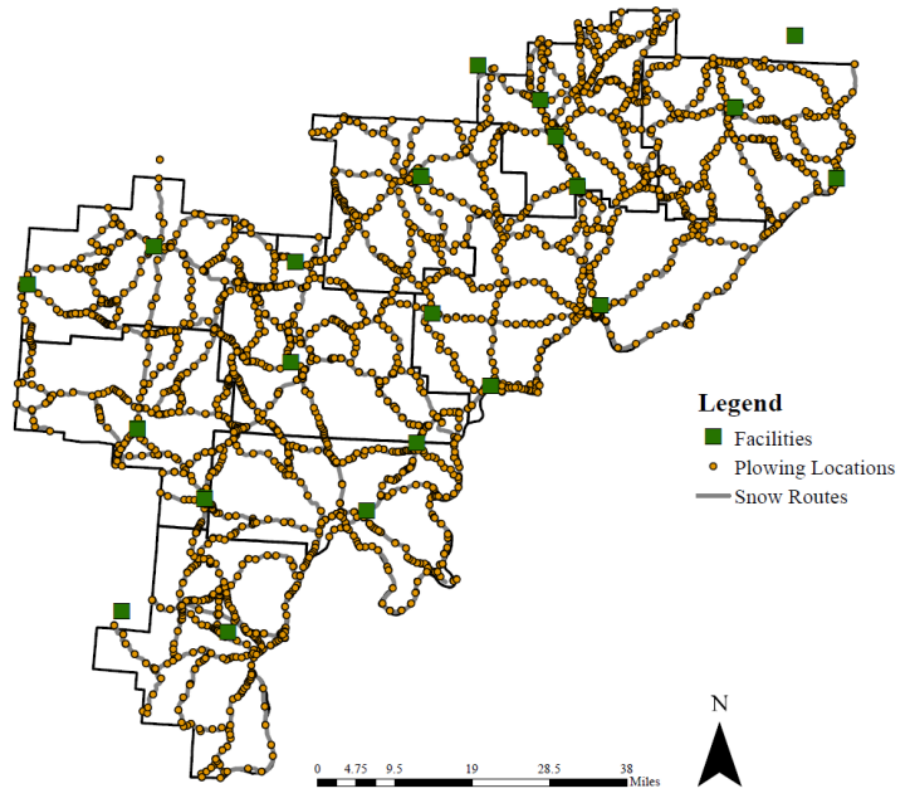 Legend
Facilities
Plowing Locations
Snow Routes
N
0 4.75 9.5 19 28.5 38
Miles